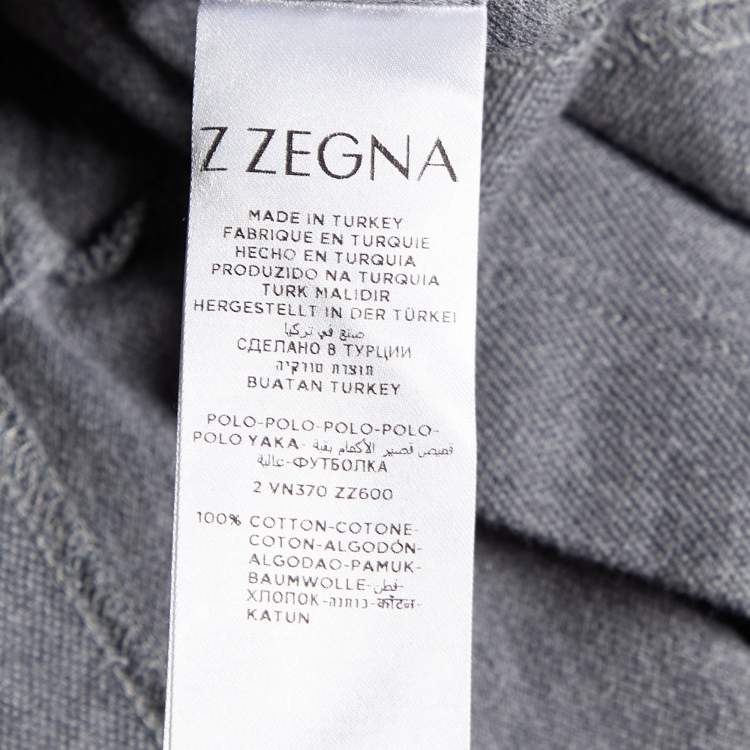 Z ZEGNA
MADE IN TURKEY
FABRIQUE EN TURQUIE
HECHO EN TURQUIA
PRODUZIDO NA TURQUIA
TURK MALIDIR
HERGESTELLT IN DER TÜRKEI
صنع في تركيا
СДЕЛАНО В ТУРЦИИ
תוצרת טורקיה
BUATAN TURKEY
POLO-POLO-POLO-POLO-
POLO YAKA- قميص قصير الأكمام بقبة
عالية-ФУТБОЛКА
2 VN370 ZZ600
100% COTTON-COTONE-
COTON-ALGODÓN-
ALGODAO-PAMUK-
BAUMWOLLE-قطن-
ХЛОПОК-כותנה-कॉटन-
KATUN